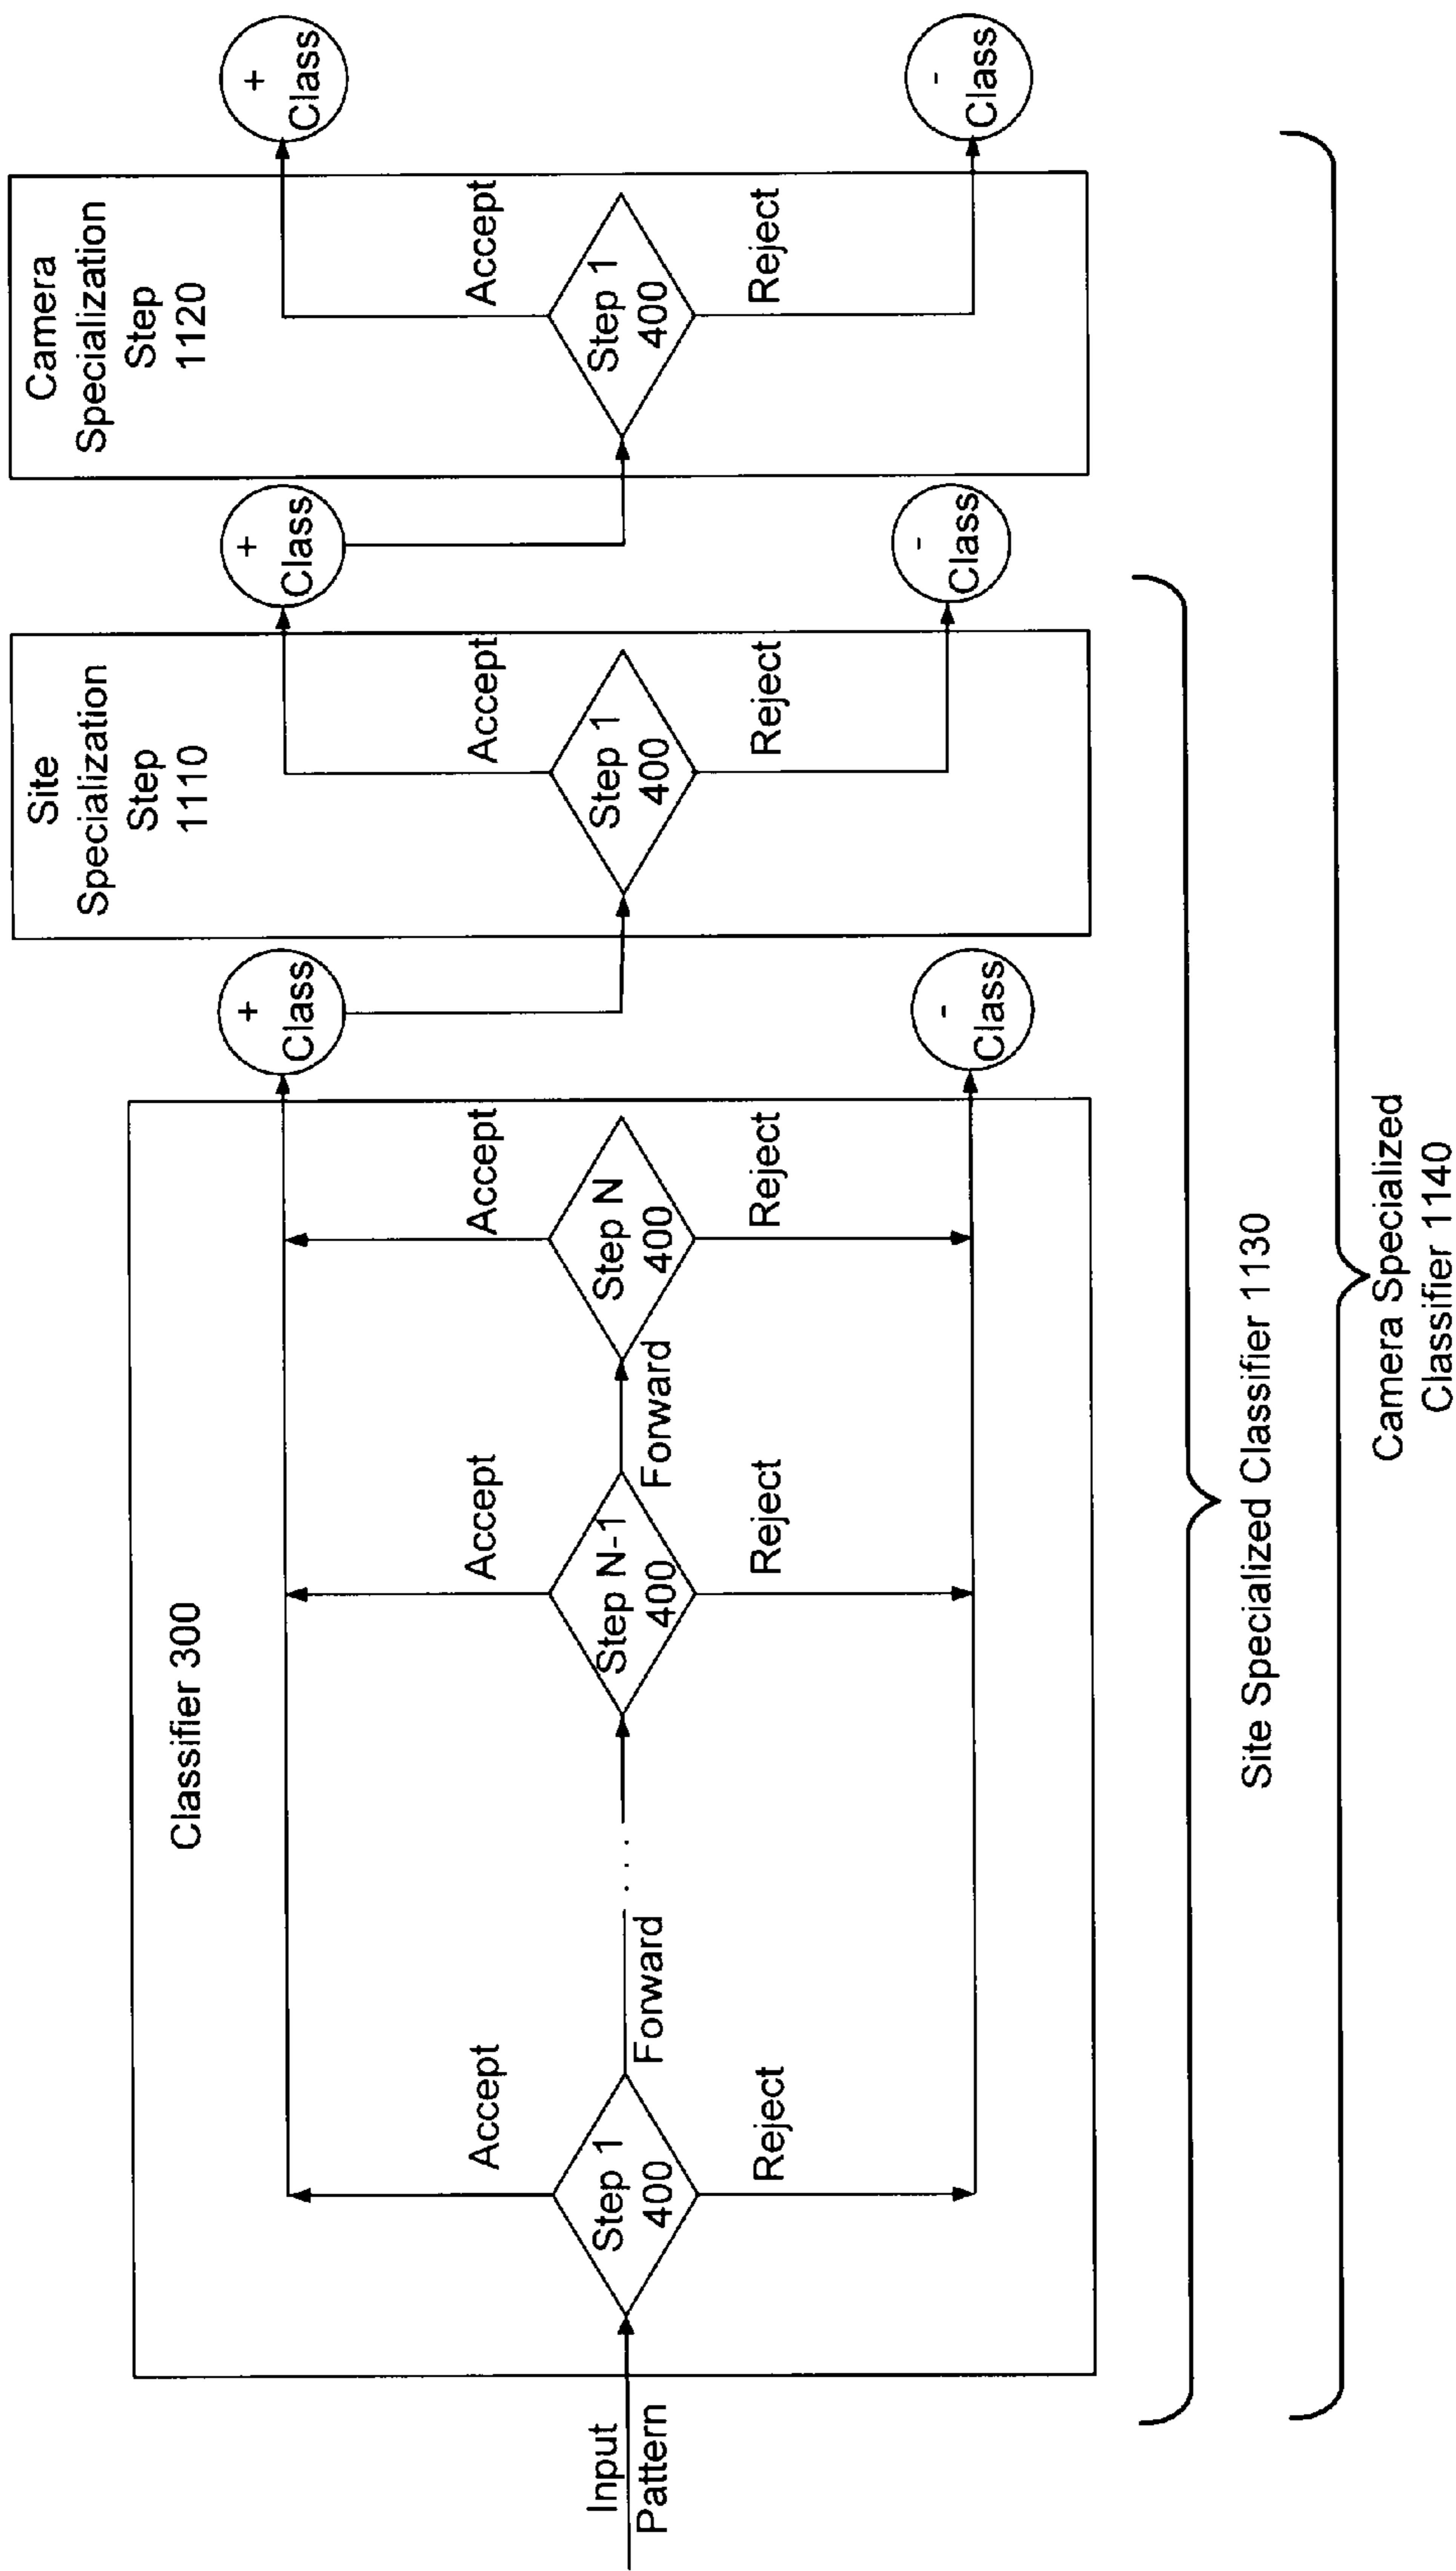 Input
Pattern
Classifier 300
Step 1
400
Accept
Reject
Forward
. . .
Step N-1
400
Accept
Reject
Forward
Step N
400
Accept
Reject
+
Class
-
Class
Site
Specialization
Step
1110
Step 1
400
Accept
Reject
+
Class
-
Class
Camera
Specialization
Step
1120
Step 1
400
Accept
Reject
+
Class
-
Class
Site Specialized Classifier 1130
Camera Specialized
Classifier 1140